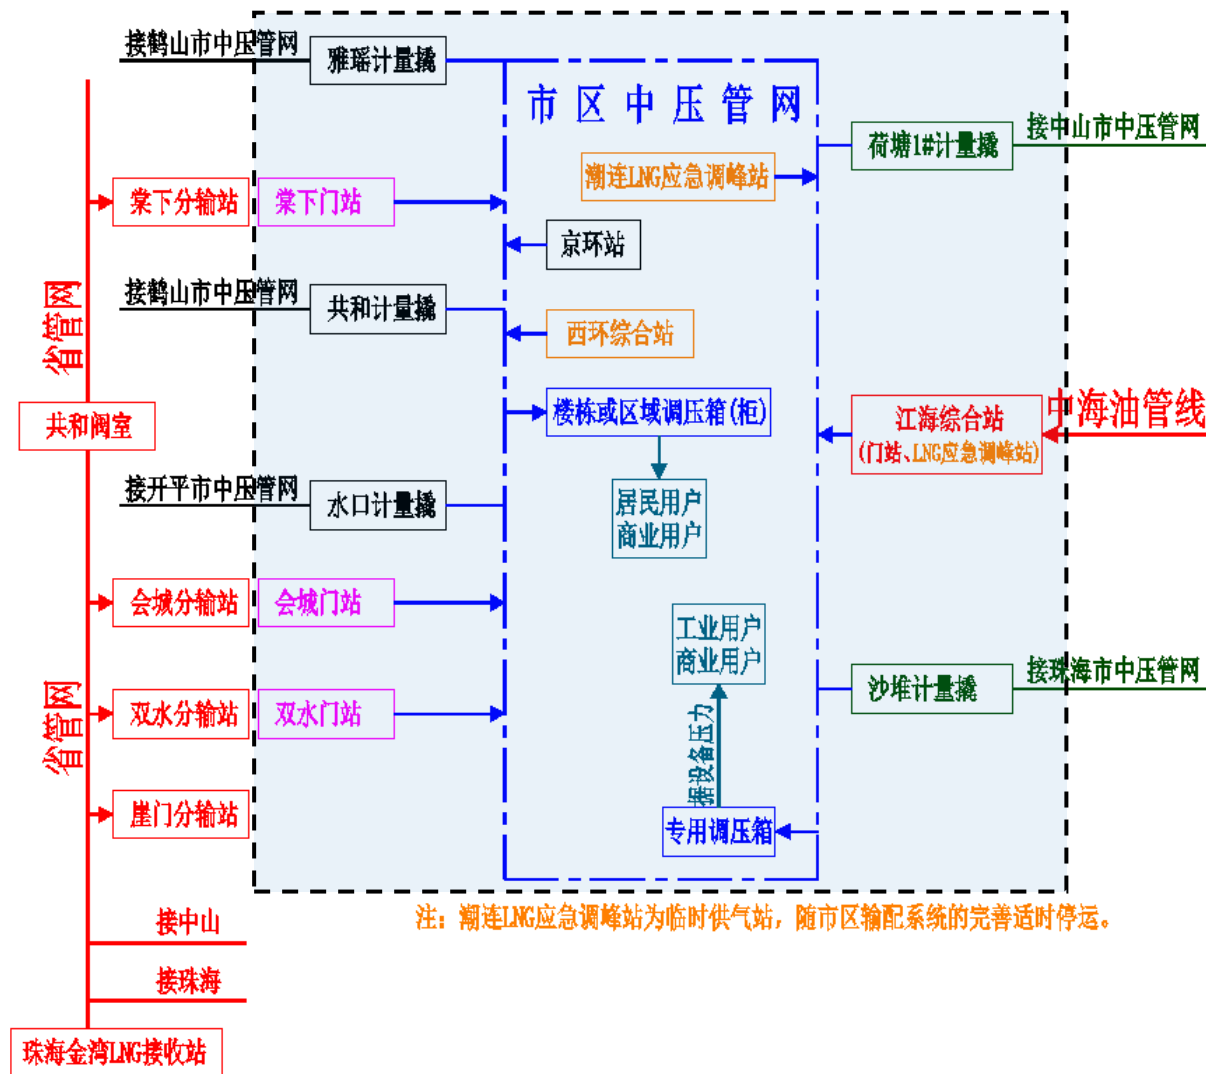 接鹤山市中压管网
雅瑶计量撬
市区中压管网
荷塘1#计量撬
接中山市中压管网
潮连LNG应急调峰站
棠下分输站
棠下门站
京环站
省管网
接鹤山市中压管网
共和计量撬
西环综合站
共和阀室
楼栋或区域调压箱(柜)
江海综合站
(门站、LNG应急调峰站)
中海油管线
接开平市中压管网
水口计量撬
居民用户
商业用户
会城分输站
会城门站
工业用户
商业用户
省管网
双水分输站
双水门站
沙堆计量撬
接珠海市中压管网
据设备压力
崖门分输站
专用调压箱
注：潮连LNG应急调峰站为临时供气站，随市区输配系统的完善适时停运。
接中山
接珠海
珠海金湾LNG接收站